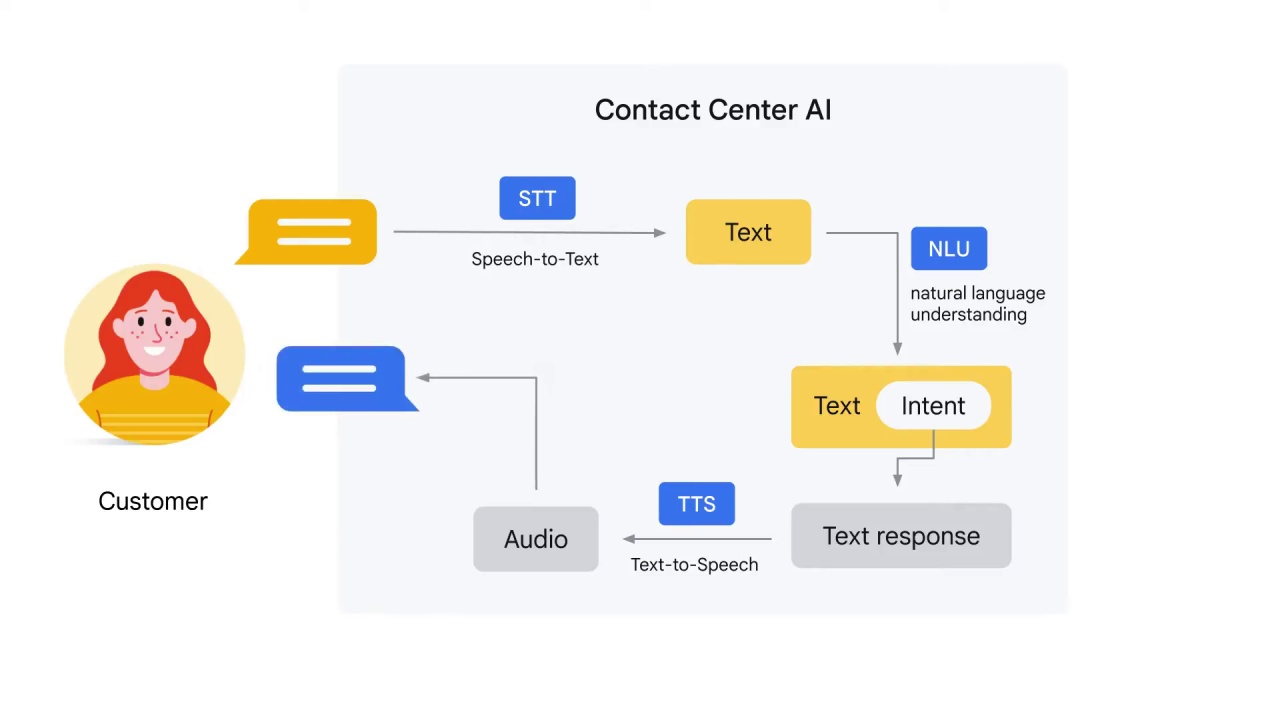 Contact Center AI
STT
Speech-to-Text
Text
NLU
natural language
understanding
Text
Intent
Customer
TTS
Text-to-Speech
Audio
Text response